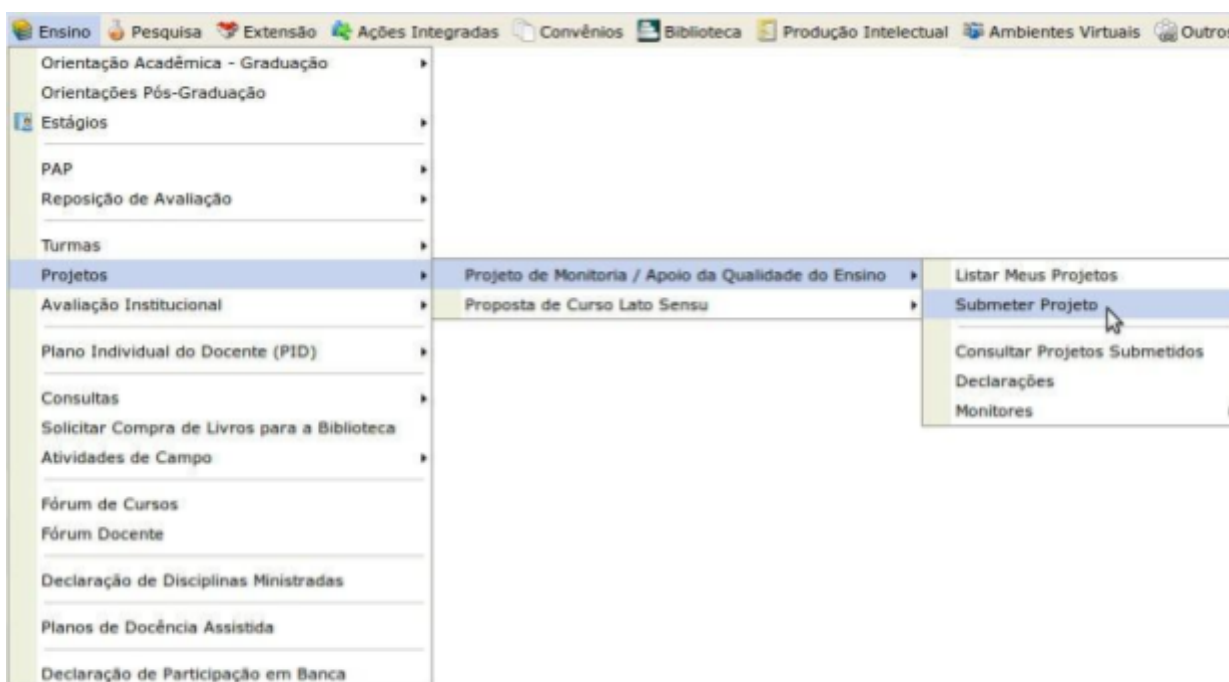 Ensino Pesquisa Extensão Ações Integradas Convênios Biblioteca Produção Intelectual Ambientes Virtuais Outros
Orientação Acadêmica - Graduação
Orientações Pós-Graduação
Estágios
PAP
Reposição de Avaliação
Turmas
Projetos
Avaliação Institucional
Plano Individual do Docente (PID)
Consultas
Solicitar Compra de Livros para a Biblioteca
Atividades de Campo
Fórum de Cursos
Fórum Docente
Declaração de Disciplinas Ministradas
Planos de Docência Assistida
Declaração de Participação em Banca
Projeto de Monitoria / Apoio da Qualidade do Ensino
Proposta de Curso Lato Sensu
Listar Meus Projetos
Submeter Projeto
Consultar Projetos Submetidos
Declarações
Monitores